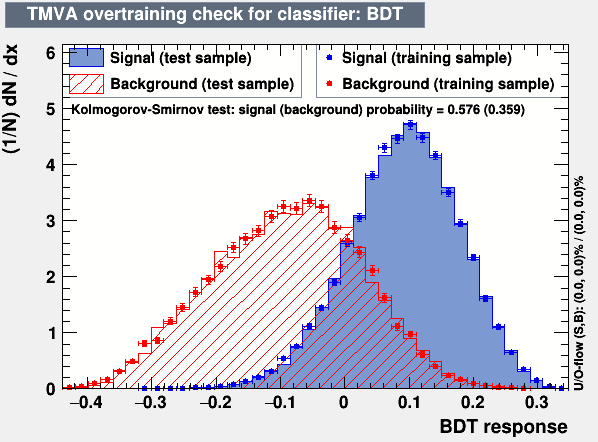 TMVA overtraining check for classifier: BDT
Signal (test sample)
Background (test sample)
Signal (training sample)
Background (training sample)
Kolmogorov-Smirnov test: signal (background) probability = 0.576 (0.359)
(1/N) dN / dx
6
5
4
3
2
1
0
−0.4 −0.3 −0.2 −0.1 0 0.1 0.2 0.3
BDT response
U/O-flow (S,B): (0.0, 0.0)% / (0.0, 0.0)%